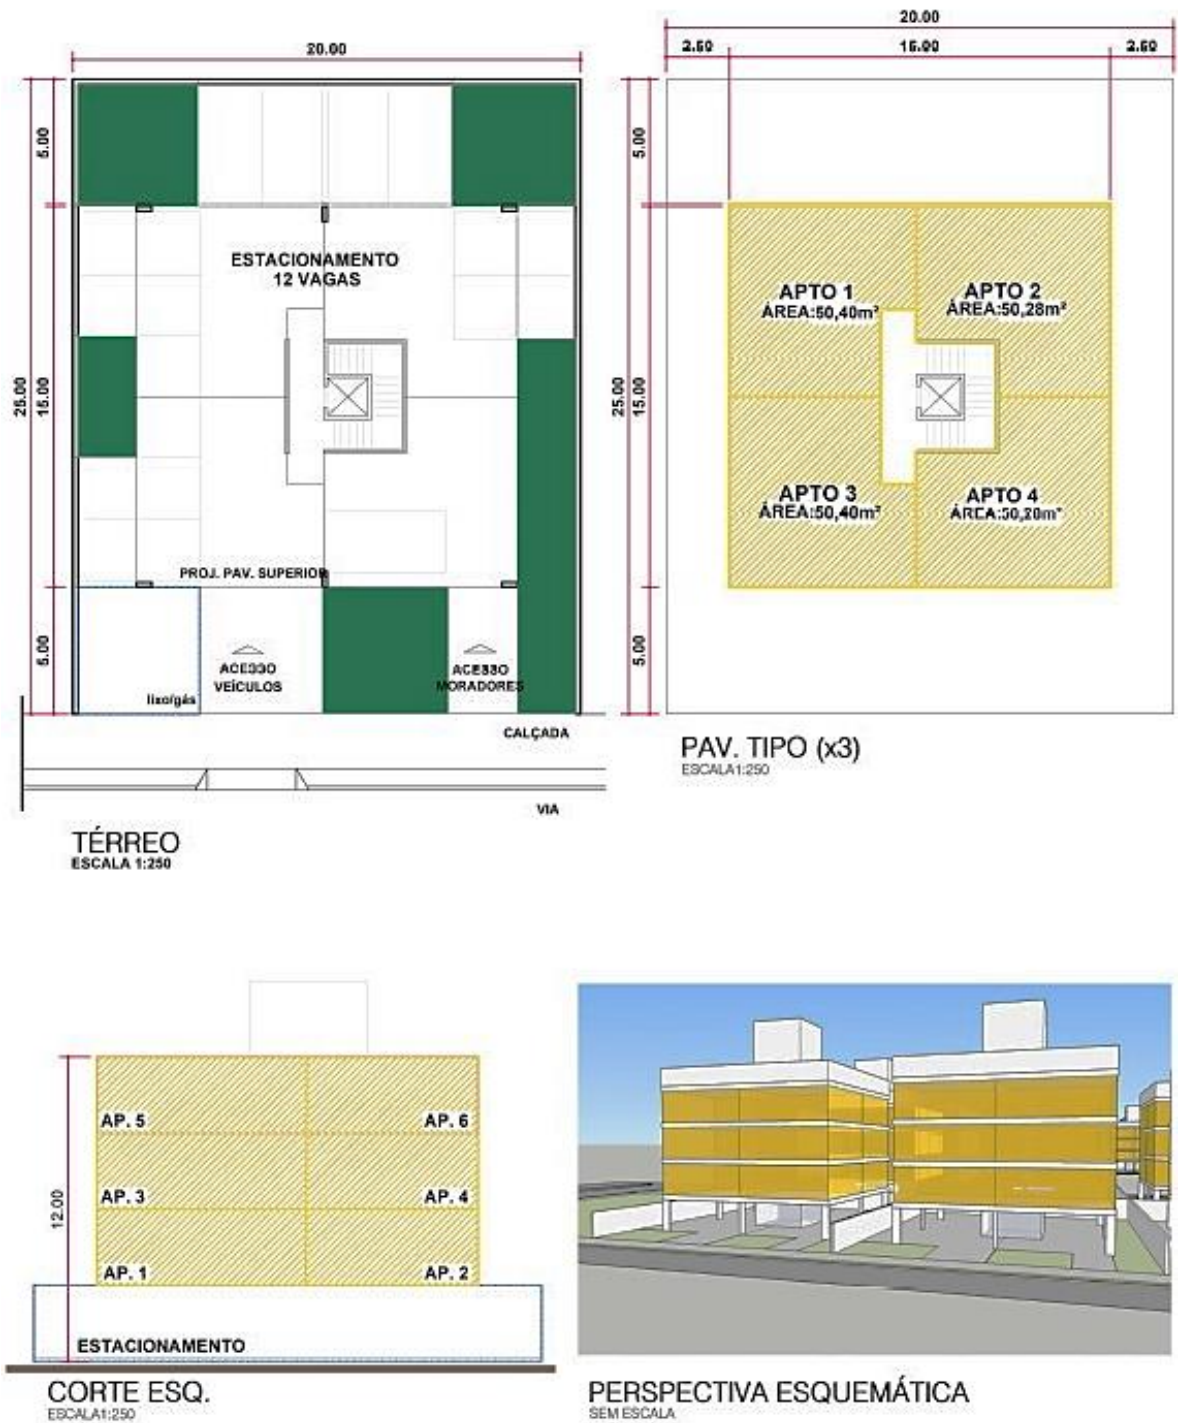 20.00
5.00
25.00
15.00
5.00
ESTACIONAMENTO
12 VAGAS
PROJ. PAV. SUPERIOR
ACESSO
VEÍCULOS
ACESSO
MORADORES
lixo/gás
CALÇADA
VIA
TÉRREO
ESCALA 1:250
20.00
2.50
15.00
2.50
5.00
25.00
15.00
5.00
APTO 1
ÁREA:50,40m²
APTO 2
ÁREA:50,28m²
APTO 3
ÁREA:50,40m²
APTO 4
ÁREA:50,28m²
PAV. TIPO (x3)
ESCALA1:250
12.00
AP. 5
AP. 6
AP. 3
AP. 4
AP. 1
AP. 2
ESTACIONAMENTO
CORTE ESQ.
ESCALA1:250
PERSPECTIVA ESQUEMÁTICA
SEM ESCALA